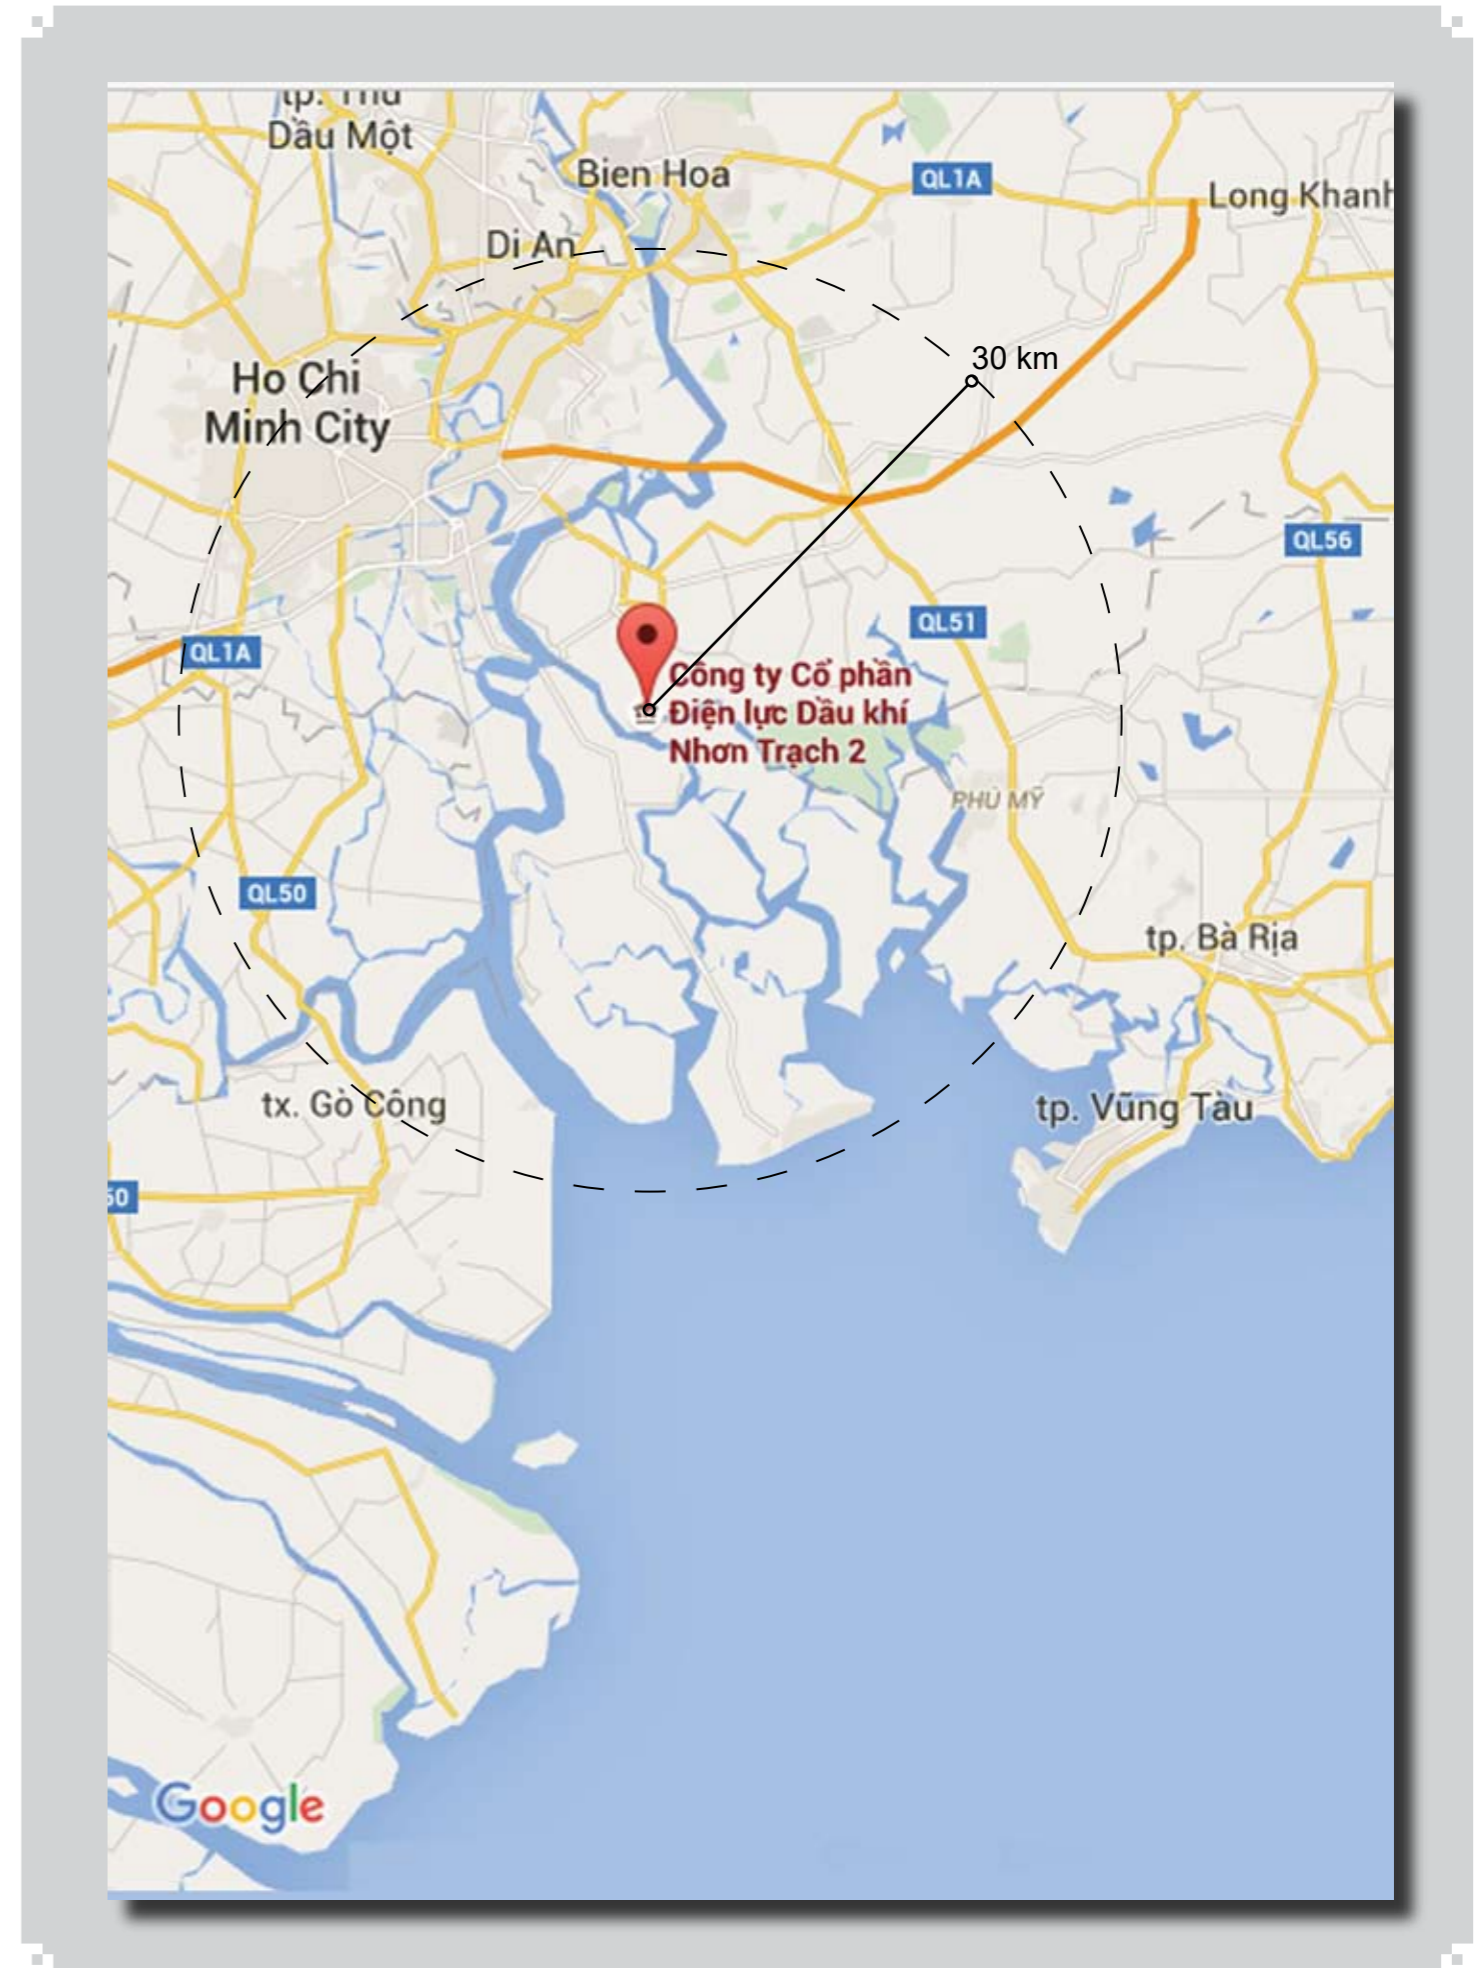 Dầu Một
Bien Hoa
QL1A
Long Khanh
Di An
30 km
Ho Chi
Minh City
QL56
QL51
QL1A
Công ty Cổ phần
Điện lực Dầu khí
Nhơn Trạch 2
PHÚ MỸ
QL50
tp. Bà Rịa
tx. Gò Công
tp. Vũng Tàu
50
Google